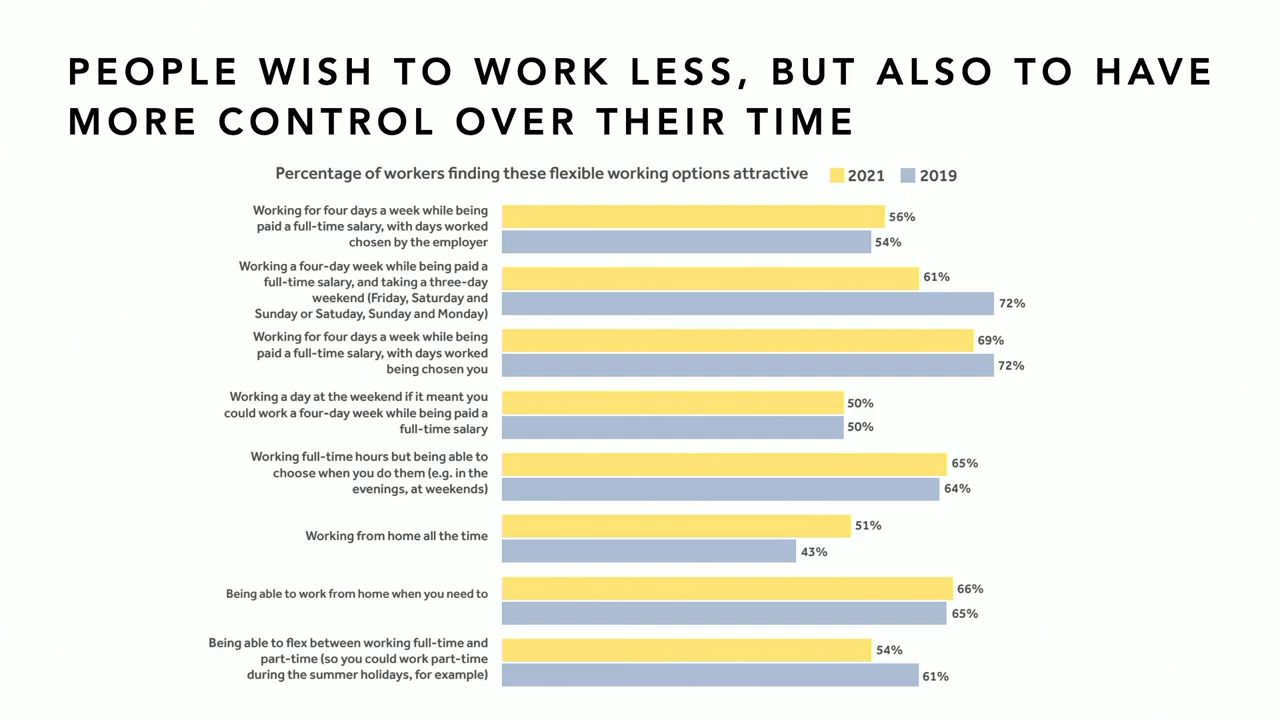 PEOPLE WISH TO WORK LESS, BUT ALSO TO HAVE
MORE CONTROL OVER THEIR TIME
Percentage of workers finding these flexible working options attractive 2021 2019
Working for four days a week while being
paid a full-time salary, with days worked
chosen by the employer
56%
54%
Working a four-day week while being paid a
full-time salary, and taking a three-day
weekend (Friday, Saturday and
Sunday or Satuday, Sunday and Monday)
61%
72%
Working for four days a week while being
paid a full-time salary, with days worked
being chosen you
69%
72%
Working a day at the weekend if it meant you
could work a four-day week while being paid a
full-time salary
50%
50%
Working full-time hours but being able to
choose when you do them (e.g. in the
evenings, at weekends)
65%
64%
Working from home all the time
51%
43%
Being able to work from home when you need to
66%
65%
Being able to flex between working full-time and
part-time (so you could work part-time
during the summer holidays, for example)
54%
61%